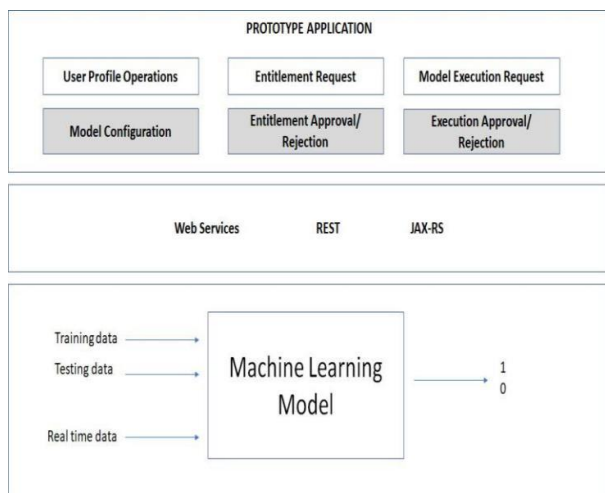 PROTOTYPE APPLICATION
User Profile Operations
Entitlement Request
Model Execution Request
Model Configuration
Entitlement Approval/
Rejection
Execution Approval/
Rejection
Web Services REST JAX-RS
Training data
Testing data
Real time data
Machine Learning
Model
1
0